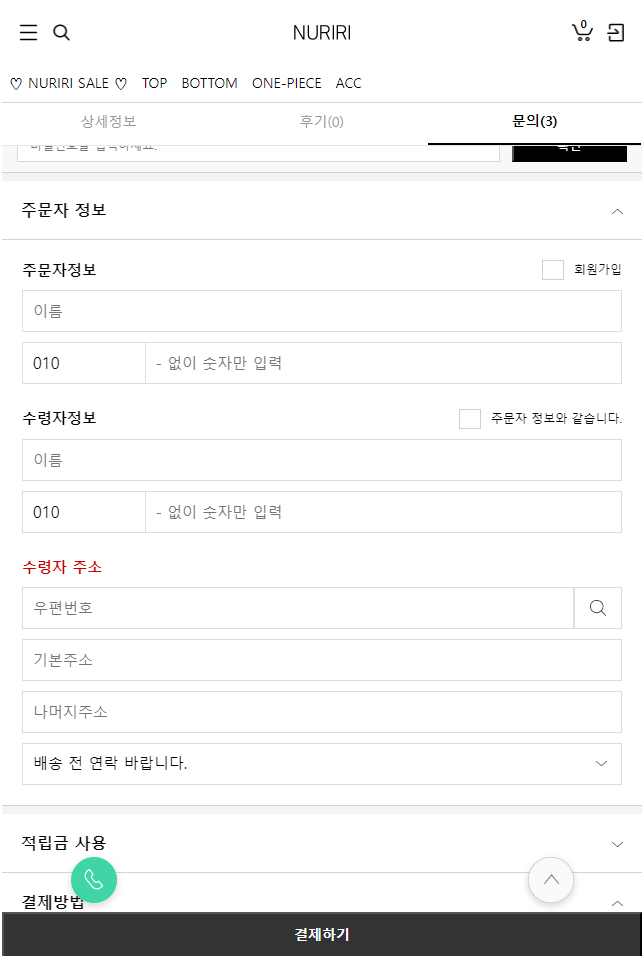 NURIRI
0
♡ NURIRI SALE ♡ TOP BOTTOM ONE-PIECE ACC
상세정보 후기(0) 문의(3)
주문자 정보
주문자정보 회원가입
이름
010 - 없이 숫자만 입력
수령자정보 주문자 정보와 같습니다.
이름
010 - 없이 숫자만 입력
수령자 주소
우편번호
기본주소
나머지주소
배송 전 연락 바랍니다.
적립금 사용
결제방법
결제하기